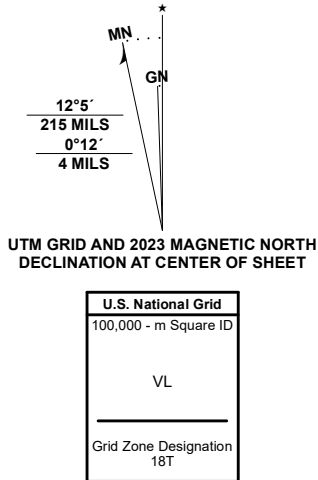 ★
MN
GN
12°5´
215 MILS
0°12´
4 MILS
UTM GRID AND 2023 MAGNETIC NORTH
DECLINATION AT CENTER OF SHEET
U.S. National Grid
100,000 - m Square ID
VL
Grid Zone Designation
18T